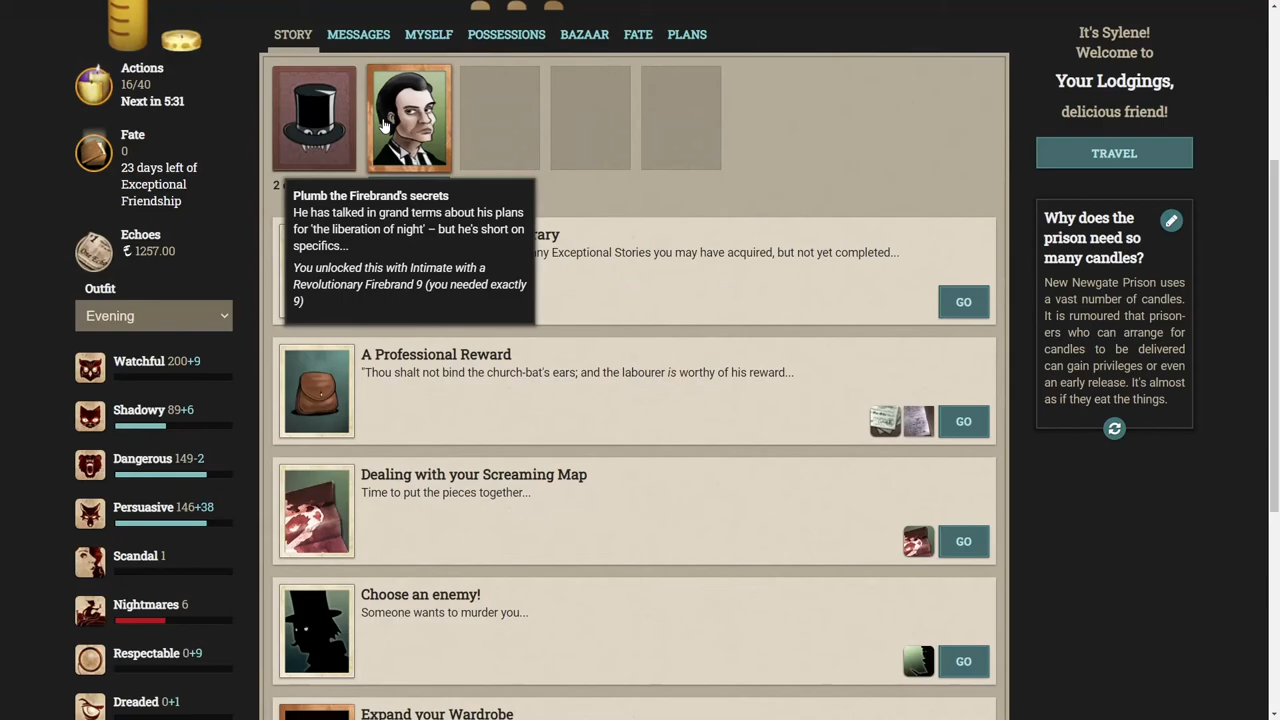 STORY MESSAGES MYSELF POSSESSIONS BAZAAR FATE PLANS
Actions
16/40
Next in 5:31
Fate
0
23 days left of
Exceptional
Friendship
Echoes
1257.00
Outfit
Evening
Watchful 200+9
Shadowy 89+6
Dangerous 149-2
Persuasive 146+38
Scandal 1
Nightmares 6
Respectable 0+9
Dreaded 0+1
2
Plumb the Firebrand's secrets
He has talked in grand terms about his plans
for 'the liberation of night' – but he's short on
specifics...
You unlocked this with Intimate with a
Revolutionary Firebrand 9 (you needed exactly
9)
any Exceptional Stories you may have acquired, but not yet completed...
GO
A Professional Reward
"Thou shalt not bind the church-bat's ears; and the labourer is worthy of his reward...
GO
Dealing with your Screaming Map
Time to put the pieces together...
GO
Choose an enemy!
Someone wants to murder you...
GO
Expand your Wardrobe
It's Sylene!
Welcome to
Your Lodgings,
delicious friend!
TRAVEL
Why does the
prison need so
many candles?
New Newgate Prison uses
a vast number of candles.
It is rumoured that prison-
ers who can arrange for
candles to be delivered
can gain privileges or even
an early release. It's almost
as if they eat the things.